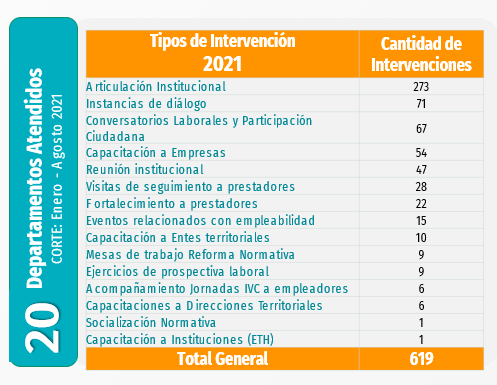 20 Departamentos Atendidos
CORTE: Enero - Agosto 2021
Tipos de Intervención 2021 Cantidad de Intervenciones
Articulación Institucional 273
Instancias de diálogo 71
Conversatorios Laborales y Participación
Ciudadana 67
Capacitación a Empresas 54
Reunión institucional 47
Visitas de seguimiento a prestadores 28
Fortalecimiento a prestadores 22
Eventos relacionados con empleabilidad 15
Capacitación a Entes territoriales 10
Mesas de trabajo Reforma Normativa 9
Ejercicios de prospectiva laboral 9
Acompañamiento Jornadas IVC a empleadores 6
Capacitaciones a Direcciones Territoriales 6
Socialización Normativa 1
Capacitación a Instituciones (ETH) 1
Total General 619